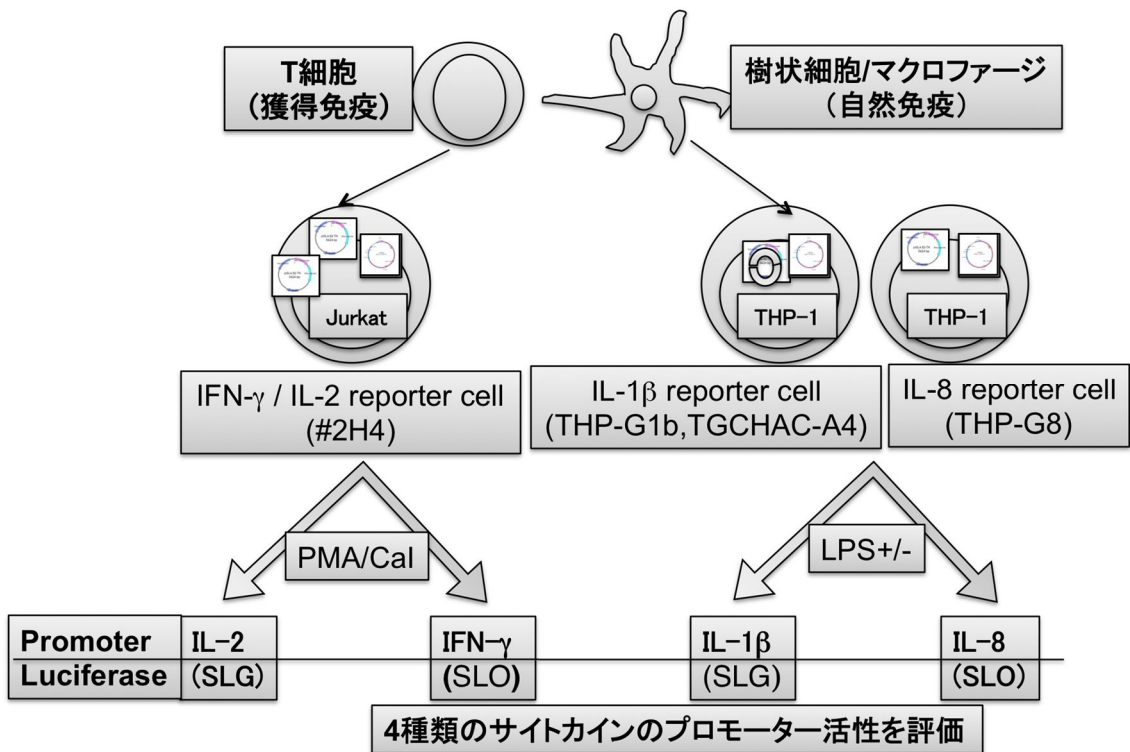 T細胞
(獲得免疫)
樹状細胞/マクロファージ
(自然免疫)
Jurkat
THP-1
THP-1
IFN-γ / IL-2 reporter cell
(#2H4)
IL-1β reporter cell
(THP-G1b,TGCHAC-A4)
IL-8 reporter cell
(THP-G8)
PMA/CaI
LPS+/-
Promoter IL-2 IFN-γ IL-1β IL-8
Luciferase (SLG) (SLO) (SLG) (SLO)
4種類のサイトカインのプロモーター活性を評価